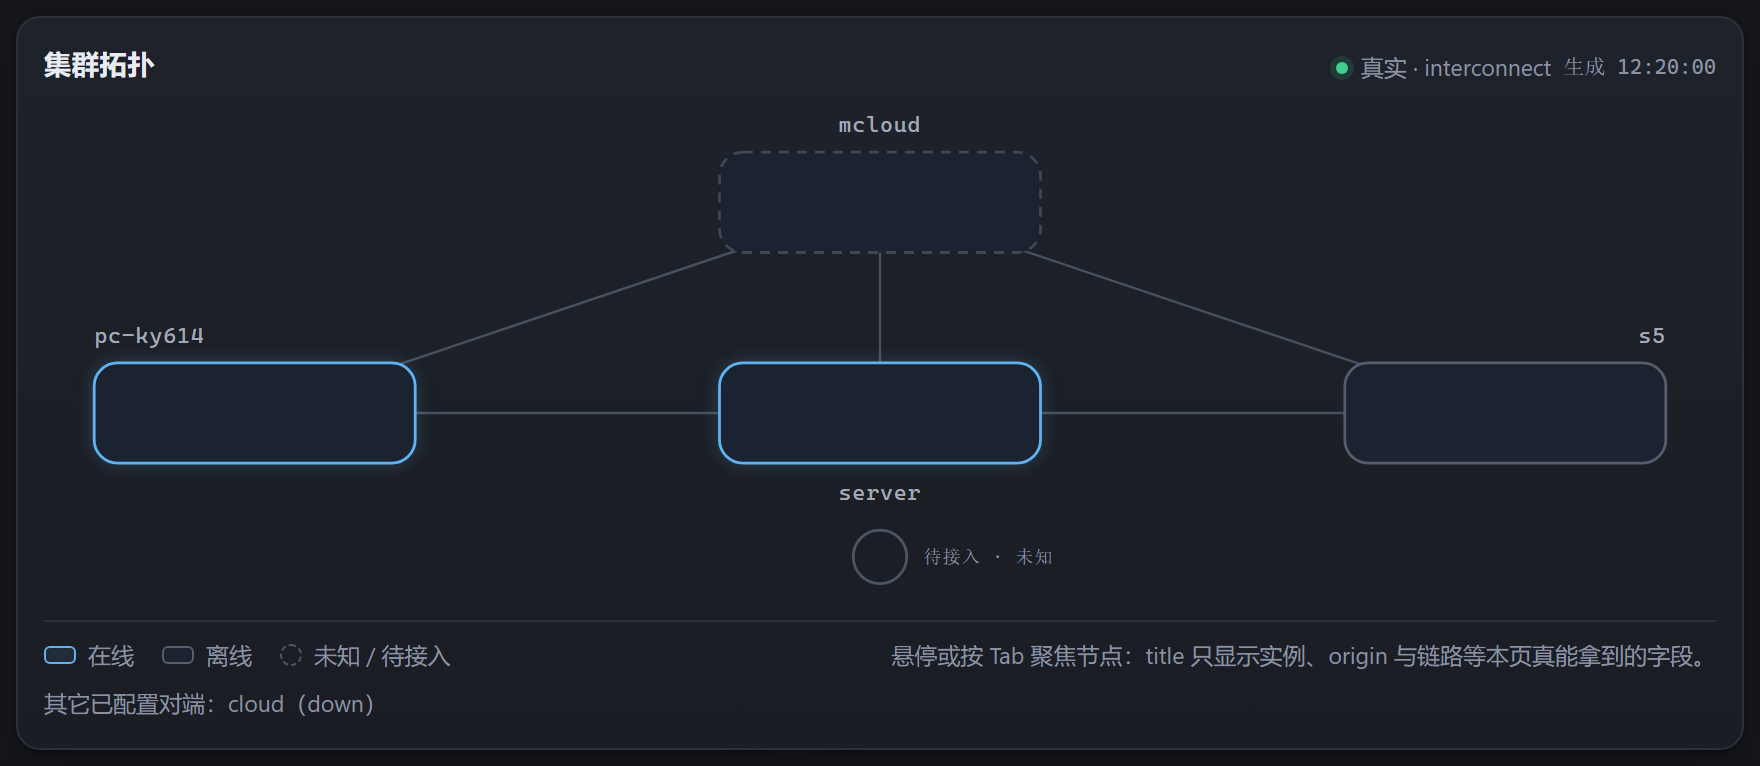 集群拓扑
真实 · interconnect 生成 12:20:00
mcloud
pc-ky614
s5
server
待接入 · 未知
在线 离线 未知 / 待接入
悬停或按 Tab 聚焦节点：title 只显示实例、origin 与链路等本页真能拿到的字段。
其它已配置对端：cloud（down）